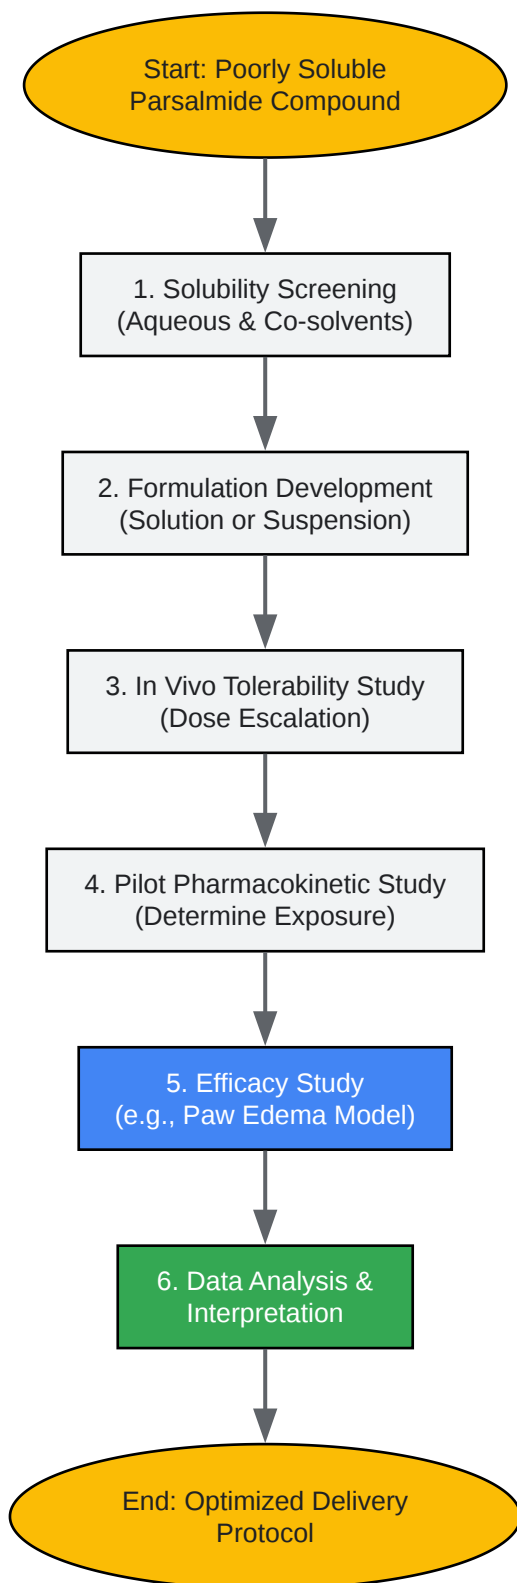 Start: Poorly Soluble
Parsalmide Compound
1. Solubility Screening
(Aqueous & Co-solvents)
2. Formulation Development
(Solution or Suspension)
3. In Vivo Tolerability Study
(Dose Escalation)
4. Pilot Pharmacokinetic Study
(Determine Exposure)
5. Efficacy Study
(e.g., Paw Edema Model)
6. Data Analysis &
Interpretation
End: Optimized Delivery
Protocol